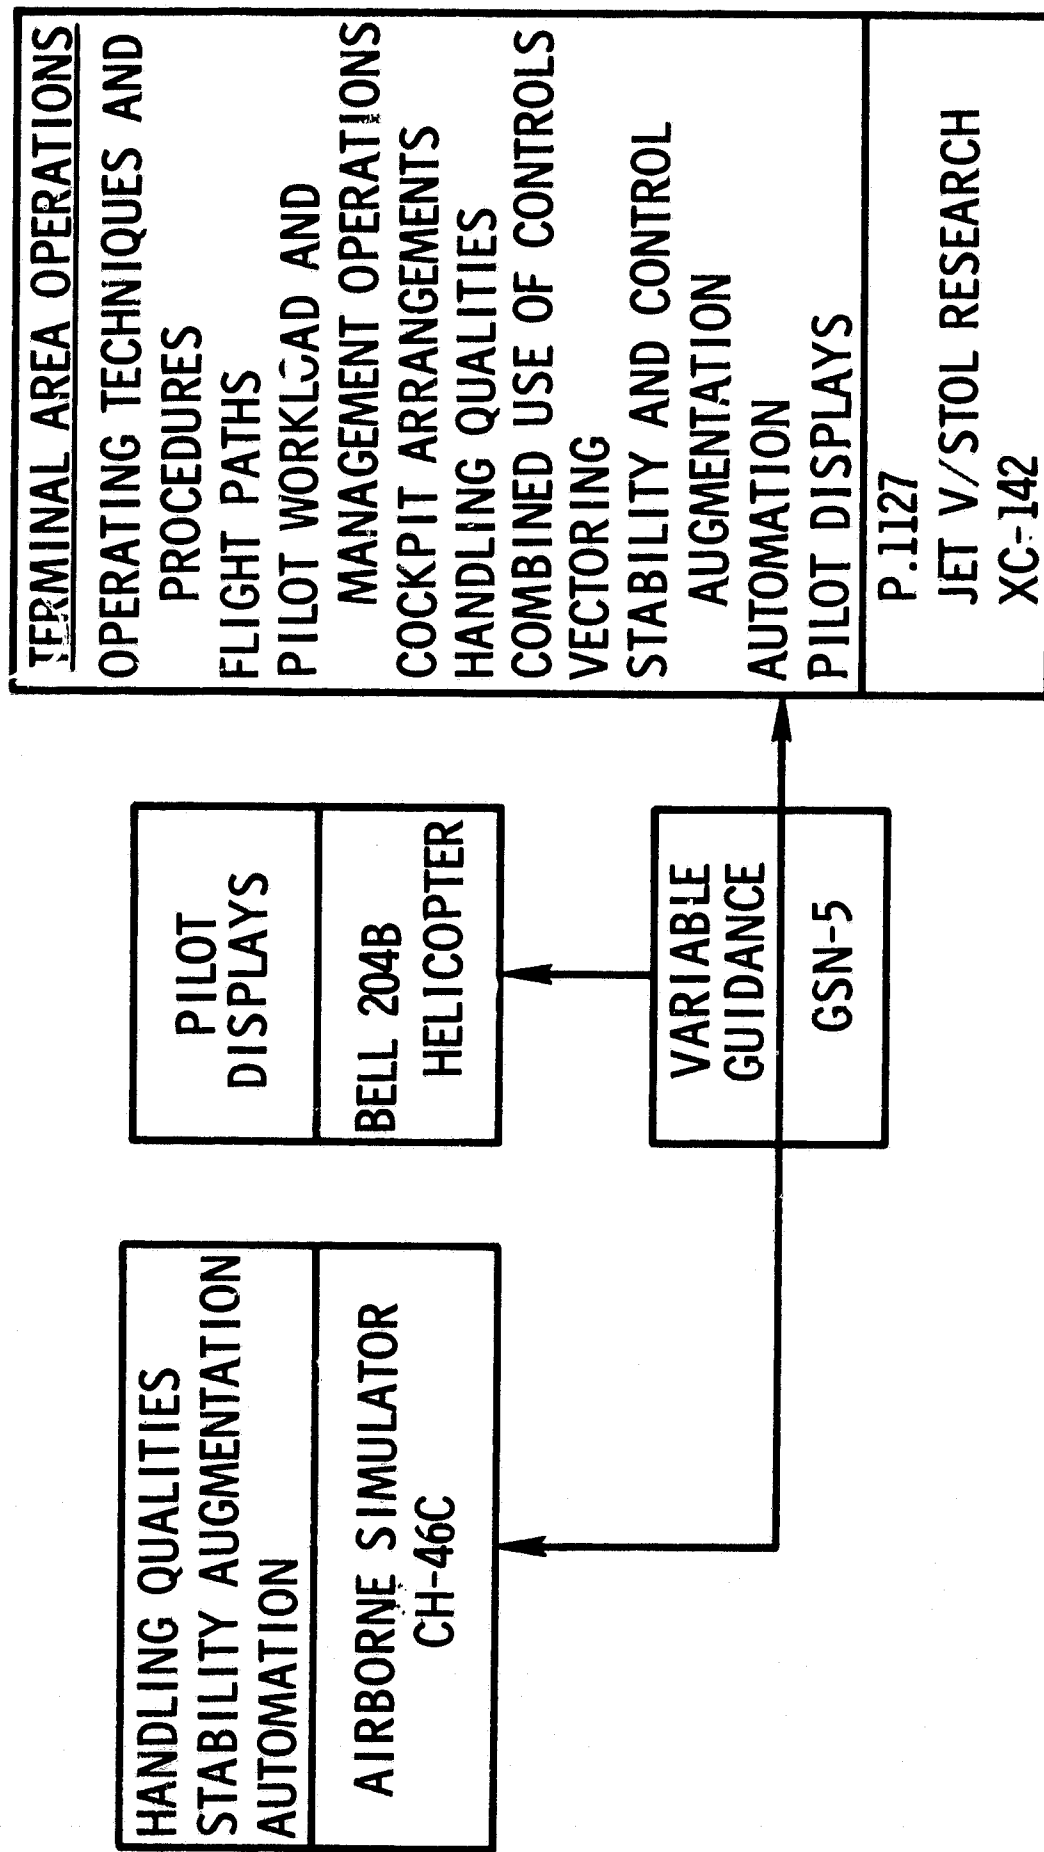 HANDLING QUALITIES
STABILITY AUGMENTATION
AUTOMATION
AIRBORNE SIMULATOR
CH-46C
PILOT
DISPLAYS
BELL 204B
HELICOPTER
VARIABLE
GUIDANCE
GSN-5
TERMINAL AREA OPERATIONS
OPERATING TECHNIQUES AND
PROCEDURES
FLIGHT PATHS
PILOT WORKLOAD AND
MANAGEMENT OPERATIONS
COCKPIT ARRANGEMENTS
HANDLING QUALITIES
COMBINED USE OF CONTROLS
VECTORING
STABILITY AND CONTROL
AUGMENTATION
AUTOMATION
PILOT DISPLAYS
P.1127
JET V/STOL RESEARCH
XC-142